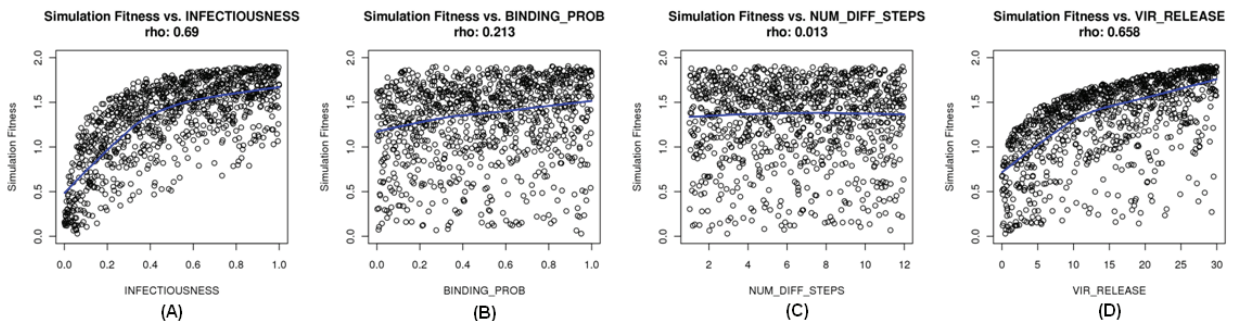 Simulation Fitness vs. INFECTIOUSNESS
rho: 0.69
Simulation Fitness
2.0
1.5
1.0
0.5
0.0
0.0 0.2 0.4 0.6 0.8 1.0
INFECTIOUSNESS
(A)
Simulation Fitness vs. BINDING_PROB
rho: 0.213
Simulation Fitness
2.0
1.5
1.0
0.5
0.0
0.0 0.2 0.4 0.6 0.8 1.0
BINDING_PROB
(B)
Simulation Fitness vs. NUM_DIFF_STEPS
rho: 0.013
Simulation Fitness
2.0
1.5
1.0
0.5
0.0
2 4 6 8 10 12
NUM_DIFF_STEPS
(C)
Simulation Fitness vs. VIR_RELEASE
rho: 0.658
Simulation Fitness
2.0
1.5
1.0
0.5
0.0
0 5 10 15 20 25 30
VIR_RELEASE
(D)